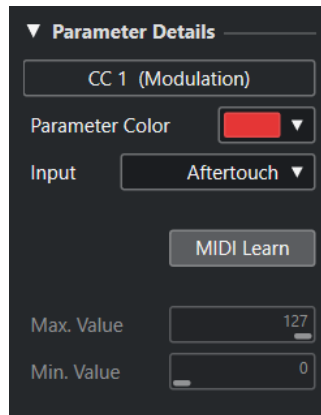 Parameter Details
CC 1 (Modulation)
Parameter Color
Input Aftertouch
MIDI Learn
Max. Value 127
Min. Value 0